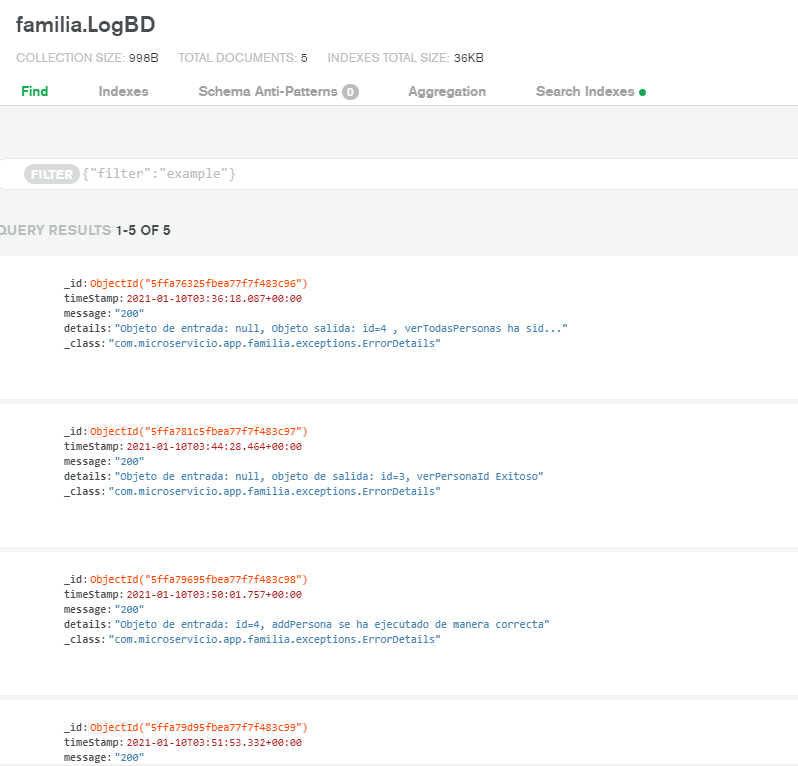 familia.LogBD
COLLECTION SIZE: 998B TOTAL DOCUMENTS: 5 INDEXES TOTAL SIZE: 36KB
Find Indexes Schema Anti-Patterns 0 Aggregation Search Indexes
FILTER {"filter":"example"}
QUERY RESULTS 1-5 OF 5
_id: ObjectId("5ffa76325fbea77f7f483c96")
timeStamp: 2021-01-10T03:36:18.087+00:00
message: "200"
details: "Objeto de entrada: null, Objeto salida: id=4 , verTodasPersonas ha sid..."
_class: "com.microservicio.app.familia.exceptions.ErrorDetails"
_id: ObjectId("5ffa781c5fbea77f7f483c97")
timeStamp: 2021-01-10T03:44:28.464+00:00
message: "200"
details: "Objeto de entrada: null, objeto de salida: id=3, verPersonaId Exitoso"
_class: "com.microservicio.app.familia.exceptions.ErrorDetails"
_id: ObjectId("5ffa79695fbea77f7f483c98")
timeStamp: 2021-01-10T03:50:01.757+00:00
message: "200"
details: "Objeto de entrada: id=4, addPersona se ha ejecutado de manera correcta"
_class: "com.microservicio.app.familia.exceptions.ErrorDetails"
_id: ObjectId("5ffa79d95fbea77f7f483c99")
timeStamp: 2021-01-10T03:51:53.332+00:00
message: "200"